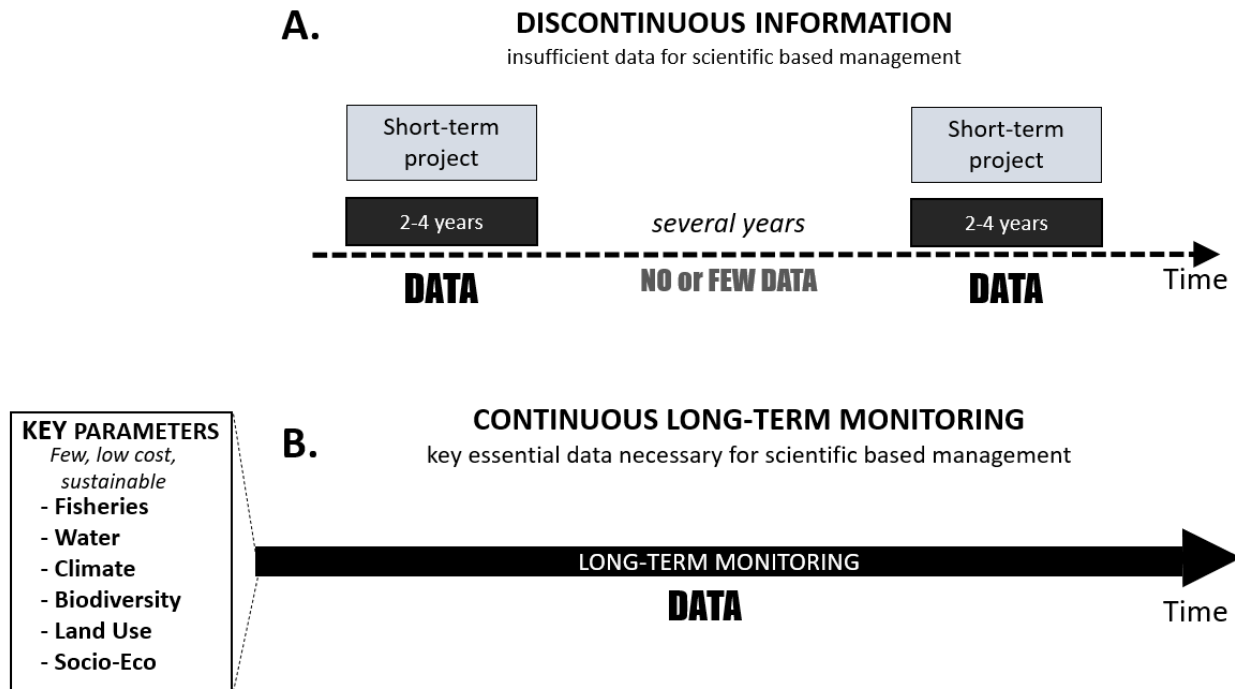 A.
DISCONTINUOUS INFORMATION
insufficient data for scientific based management
Short-term
project
2-4 years
several years
Short-term
project
2-4 years
DATA
NO or FEW DATA
DATA
Time
KEY PARAMETERS
Few, low cost,
sustainable
- Fisheries
- Water
- Climate
- Biodiversity
- Land Use
- Socio-Eco
B.
CONTINUOUS LONG-TERM MONITORING
key essential data necessary for scientific based management
LONG-TERM MONITORING
DATA
Time